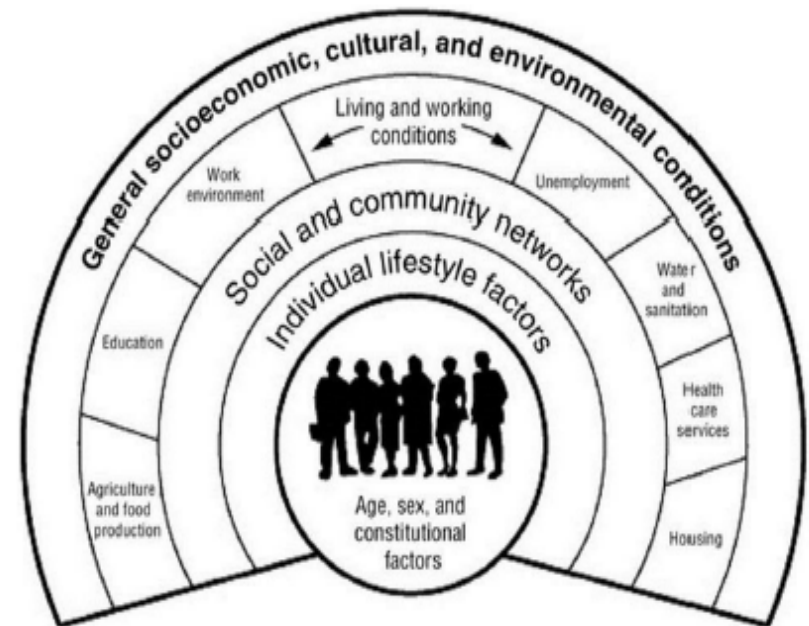 General socioeconomic, cultural, and environmental conditions
Living and working
conditions
Work
environment
Unemployment
Social and community networks
Water
and
sanitation
Individual lifestyle factors
Education
Health
care
services
Agriculture
and food
production
Housing
Age, sex, and
constitutional
factors